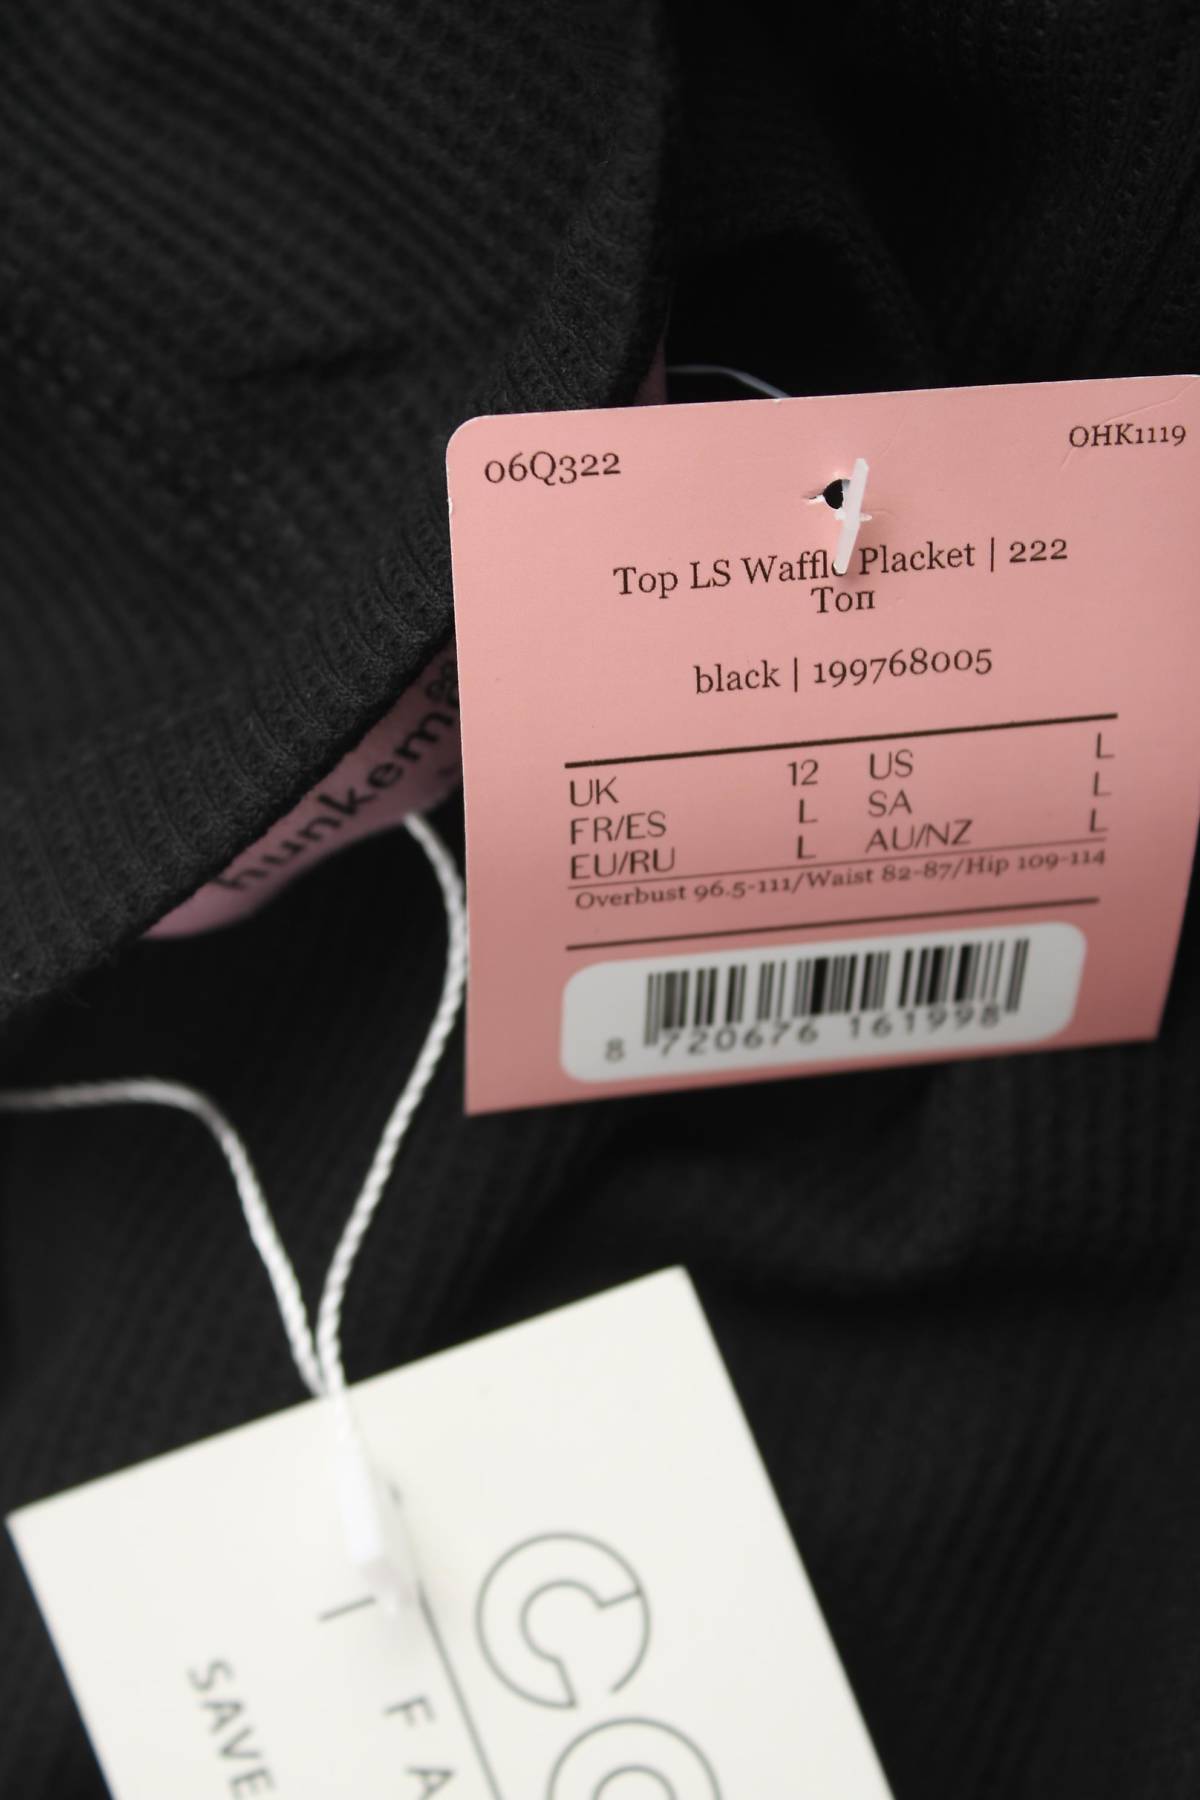 06Q322
OHK1119
Top LS Waffle Placket | 222
Топ
black | 199768005
UK 12 US L
FR/ES L SA L
EU/RU L AU/NZ L
Overbust 96.5-111/Waist 82-87/Hip 109-114
8 720676 161998
hunkem
SAVE